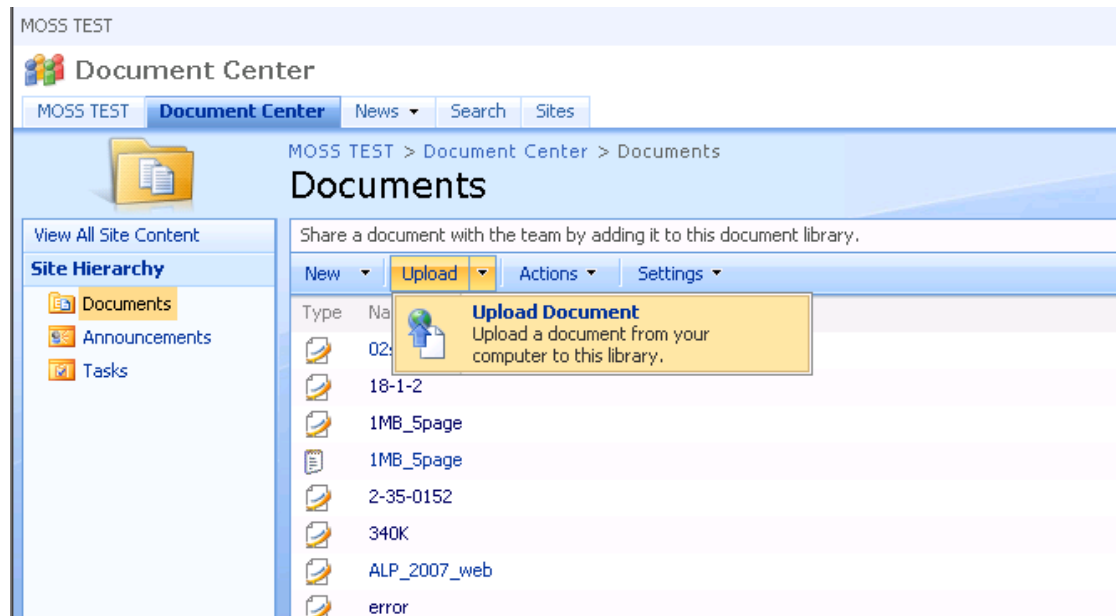 MOSS TEST
Document Center
MOSS TEST Document Center News Search Sites
MOSS TEST > Document Center > Documents
Documents
View All Site Content
Share a document with the team by adding it to this document library.
Site Hierarchy
New Upload Actions Settings
Documents
Announcements
Tasks
Upload Document
Upload a document from your
computer to this library.
Type
18-1-2
1MB_5page
1MB_5page
2-35-0152
340K
ALP_2007_web
error